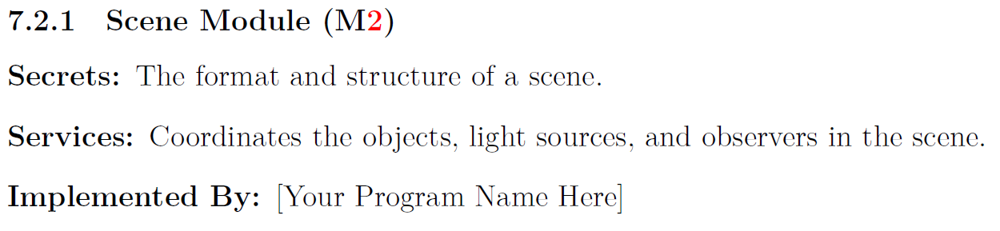 7.2.1 Scene Module (M2)
Secrets: The format and structure of a scene.
Services: Coordinates the objects, light sources, and observers in the scene.
Implemented By: [Your Program Name Here]